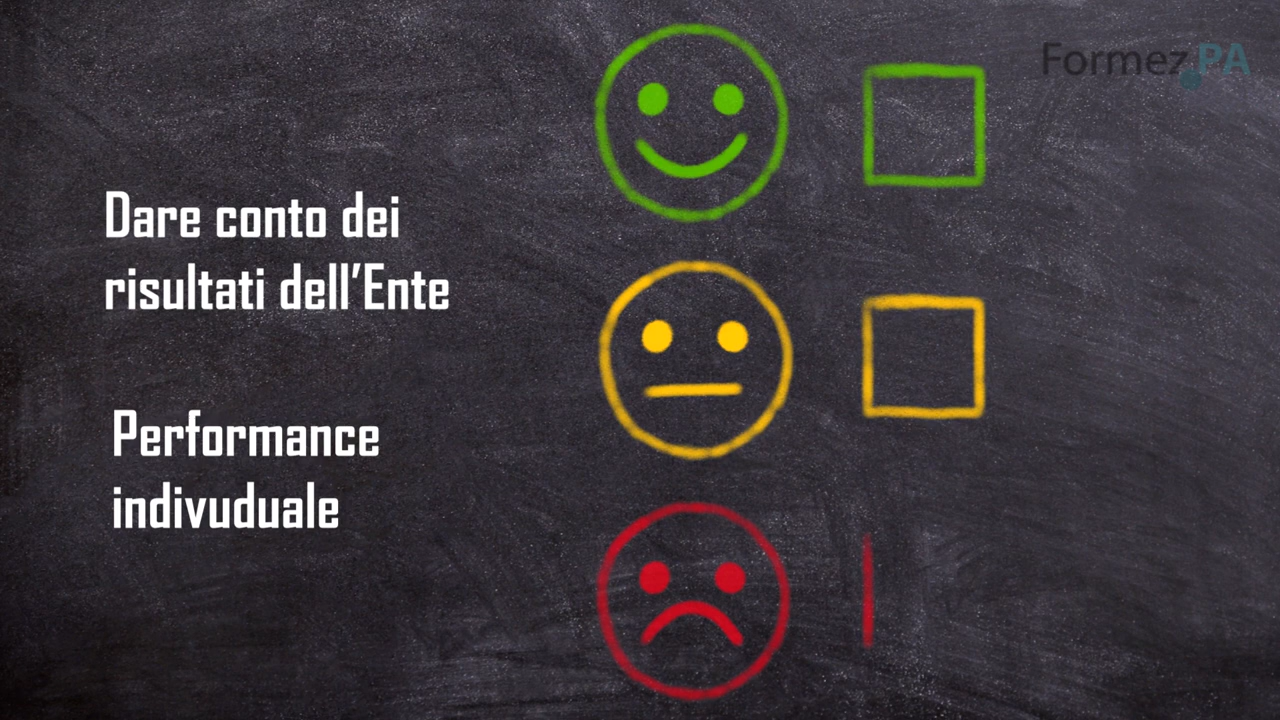 Formez PA
Dare conto dei
risultati dell'Ente
Performance
indivuduale